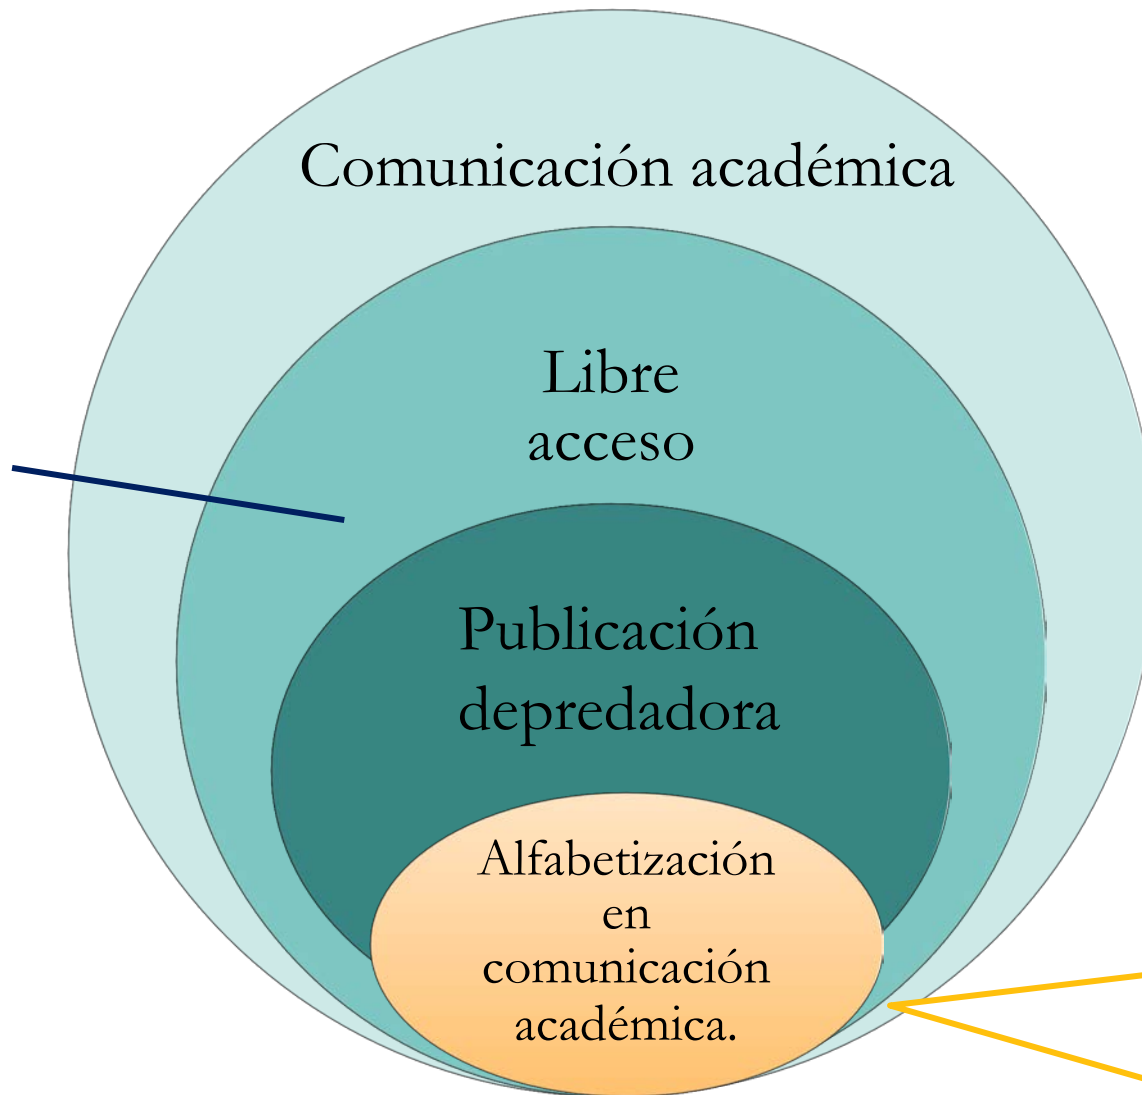 Comunicación académica
Libre
acceso
Publicación
depredadora
Alfabetización
en
comunicación
académica.